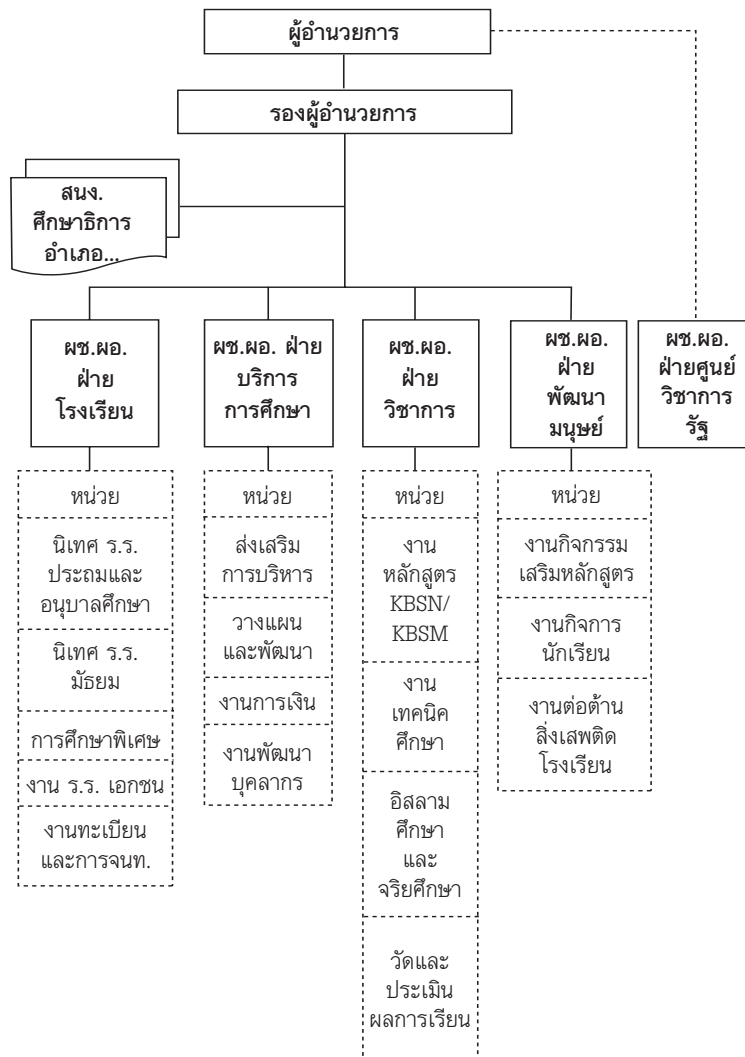 ผู้อำนวยการ
รองผู้อำนวยการ
สนง.
ศึกษาธิการ
อำเภอ...
ผช.ผอ.
ฝ่าย
โรงเรียน
ผช.ผอ. ฝ่าย
บริการ
การศึกษา
ผช.ผอ.
ฝ่าย
วิชาการ
ผช.ผอ.
ฝ่าย
พัฒนา
มนุษย์
ผช.ผอ.
ฝ่ายศูนย์
วิชาการ
รัฐ
หน่วย
นิเทศ ร.ร.
ประถมและ
อนุบาลศึกษา
นิเทศ ร.ร.
มัธยม
การศึกษาพิเศษ
งาน ร.ร. เอกชน
งานทะเบียน
และการจนท.
หน่วย
ส่งเสริม
การบริหาร
วางแผน
และพัฒนา
งานการเงิน
งานพัฒนา
บุคลากร
หน่วย
งาน
หลักสูตร
KBSN/
KBSM
งาน
เทคนิค
ศึกษา
อิสลาม
ศึกษา
และ
จริยศึกษา
วัดและ
ประเมิน
ผลการเรียน
หน่วย
งานกิจกรรม
เสริมหลักสูตร
งานกิจการ
นักเรียน
งานต่อต้าน
สิ่งเสพติด
โรงเรียน